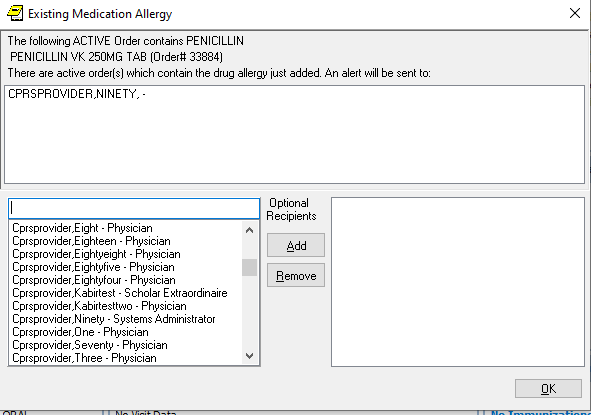 Existing Medication Allergy
The following ACTIVE Order contains PENICILLIN
PENICILLIN VK 250MG TAB (Order# 33884)
There are active order(s) which contain the drug allergy just added. An alert will be sent to:
CPRSPROVIDER,NINETY, -
Optional
Recipients
Cprsprovider,Eight - Physician
Cprsprovider,Eighteen - Physician
Cprsprovider,Eightyeight - Physician
Cprsprovider,Eightyfive - Physician
Cprsprovider,Eightyfour - Physician
Cprsprovider,Kabirtest - Scholar Extraordinaire
Cprsprovider,Kabirtesttwo - Physician
Cprsprovider,Ninety - Systems Administrator
Cprsprovider,One - Physician
Cprsprovider,Seventy - Physician
Cprsprovider,Three - Physician
Add
Remove
OK
No Visit Data